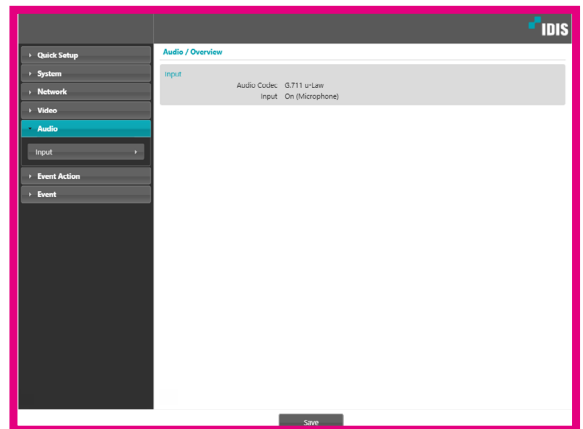 IDIS
Quick Setup
System
Network
Video
Audio
Input
Event Action
Event
Audio / Overview
Input
Audio Codec G.711 u-Law
Input On (Microphone)
Save